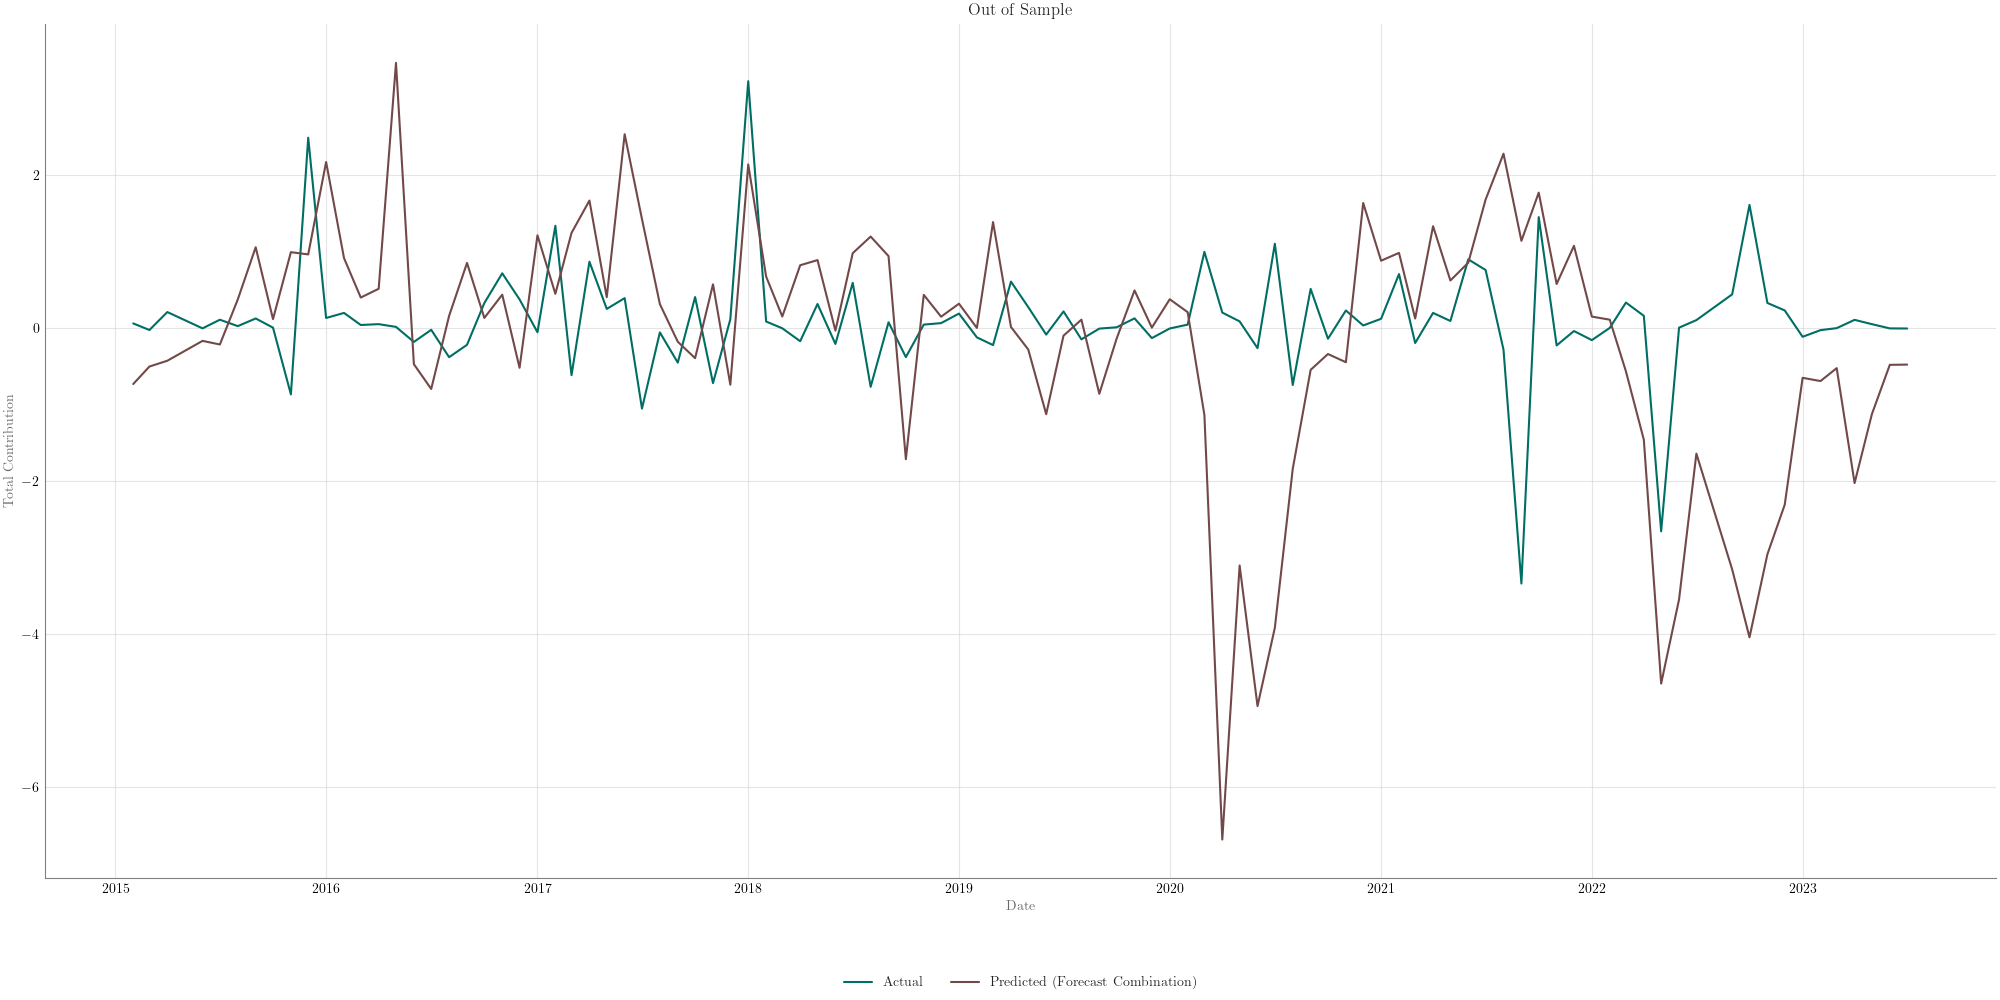 Out of Sample
Total Contribution
2
0
−2
−4
−6
2015 2016 2017 2018 2019 2020 2021 2022 2023
Date
Actual Predicted (Forecast Combination)